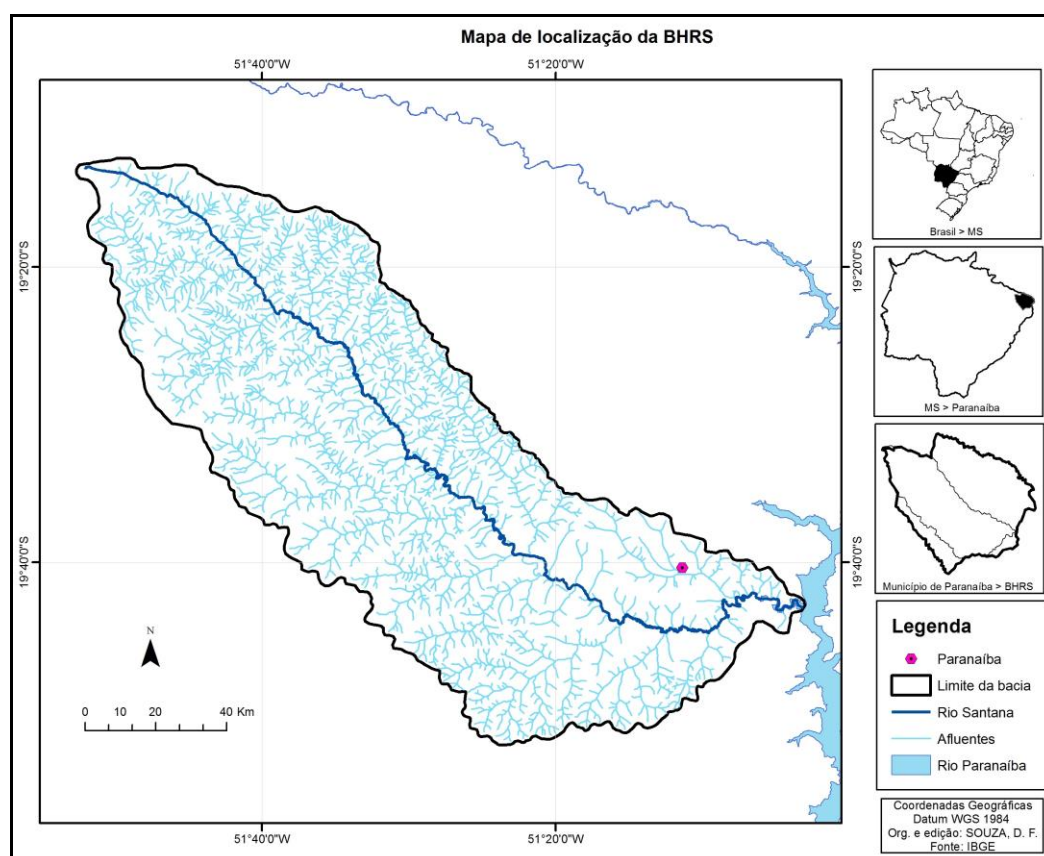 Mapa de localização da BHRS
51°40'0"W
51°20'0"W
19°20'0"S
19°20'0"S
19°40'0"S
19°40'0"S
N
0 10 20 40 Km
51°40'0"W
51°20'0"W
Brasil > MS
MS > Paranaíba
Município de Paranaíba > BHRS
Legenda
Paranaíba
Limite da bacia
Rio Santana
Afluentes
Rio Paranaíba
Coordenadas Geográficas
Datum WGS 1984
Org. e edição: SOUZA, D. F.
Fonte: IBGE